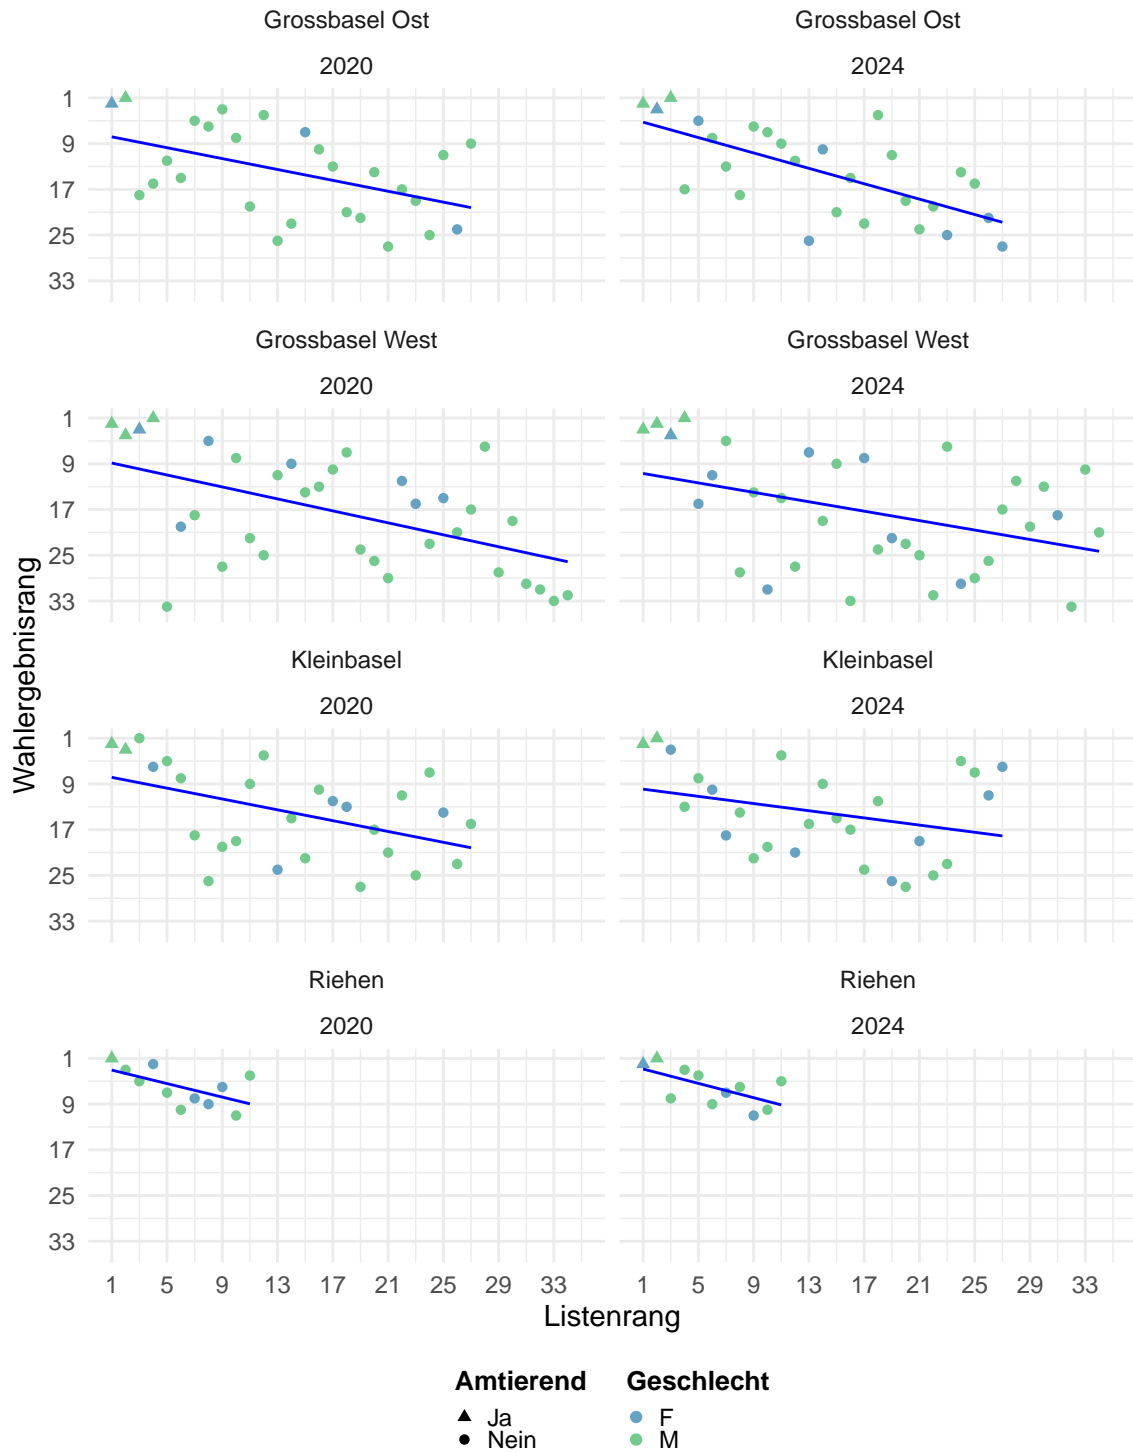 Grossbasel Ost Grossbasel Ost
2020 2024
1
9
17
25
33
Grossbasel West Grossbasel West
2020 2024
1
9
17
25
33
Kleinbasel Kleinbasel
2020 2024
1
9
17
25
33
Riehen Riehen
2020 2024
1
9
17
25
33
Wahlergebnisrang
1 5 9 13 17 21 25 29 33 1 5 9 13 17 21 25 29 33
Listenrang
Amtierend Geschlecht
Ja F
Nein M